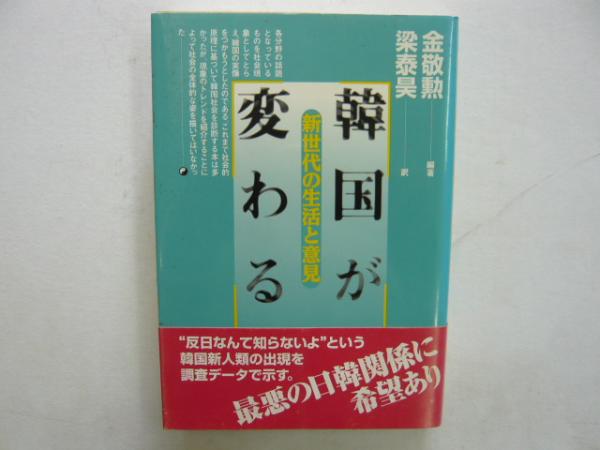 金敬勲──編著
梁泰昊──訳
韓国が
変わる
新世代の生活と意見
各分野の話題
となっている
ものを社会現
象としてとら
え、韓国の実像
をつかもうとしたのである。これまで社会的
原理に基づいて韓国社会を診断する本は多
かったが、現象のトレンドを紹介することに
よって社会の全体的な姿を描いてはいなかっ
た──
“反日なんて知らないよ”という
韓国新人類の出現を
調査データで示す。
最悪の日韓関係に
希望あり